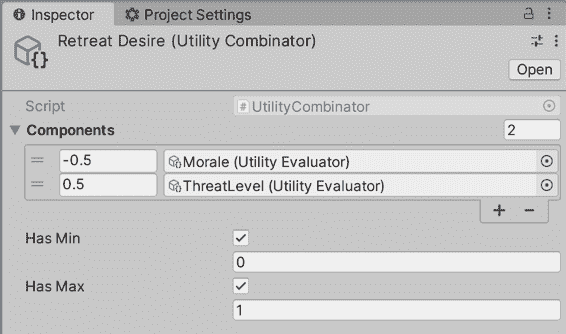 Inspector Project Settings
Retreat Desire (Utility Combinator)
Open
Script #UtilityCombinator
Components 2
-0.5 Morale (Utility Evaluator)
0.5 ThreatLevel (Utility Evaluator)
+ −
Has Min
0
Has Max
1